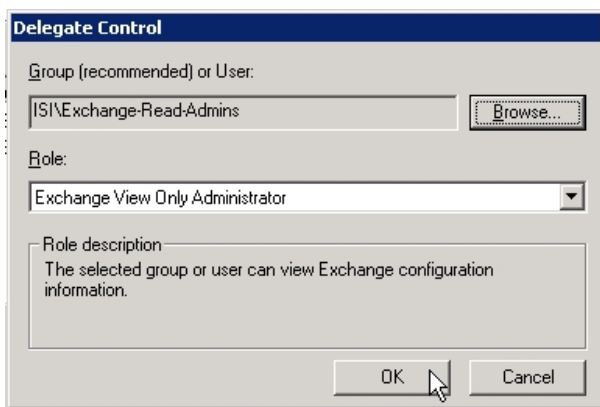 Delegate Control
Group (recommended) or User:
ISI\Exchange-Read-Admins
Browse...
Role:
Exchange View Only Administrator
Role description
The selected group or user can view Exchange configuration
information.
OK
Cancel